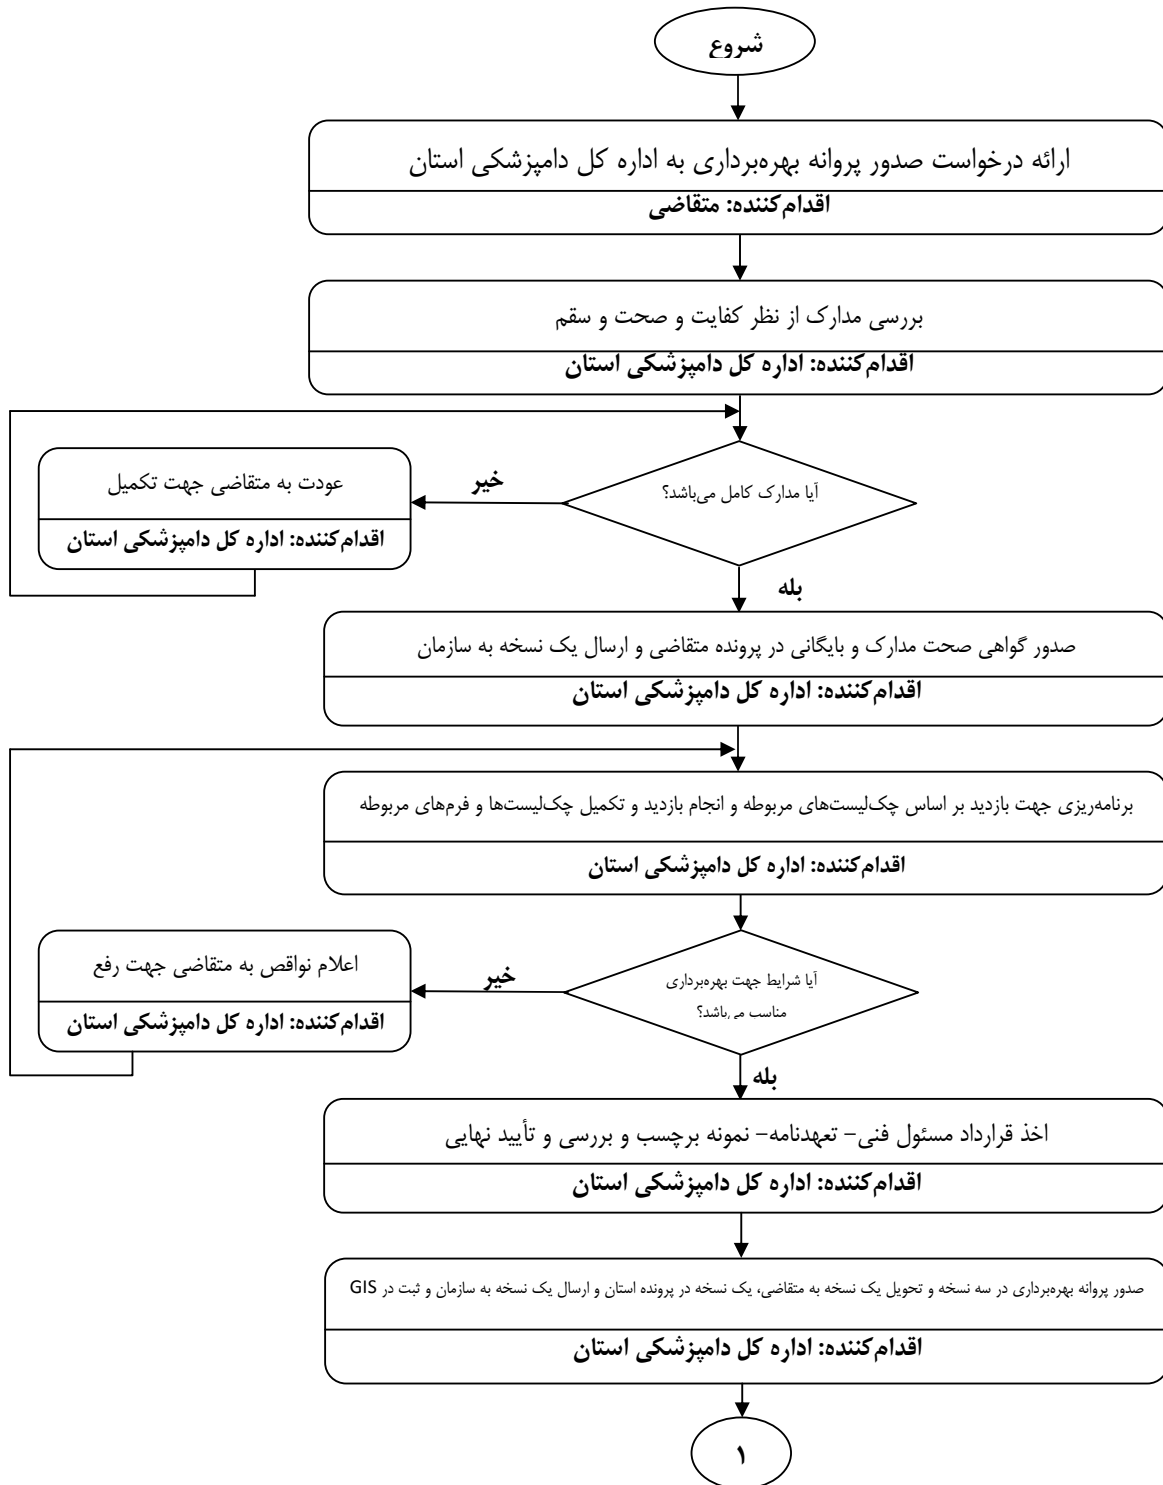 شروع
ارائه درخواست صدور پروانه بهره‌برداری به اداره کل دامپزشکی استان
اقدام‌کننده: متقاضی
بررسی مدارک از نظر کفایت و صحت و سقم
اقدام‌کننده: اداره کل دامپزشکی استان
آیا مدارک کامل می‌باشد؟
خیر
عودت به متقاضی جهت تکمیل
اقدام‌کننده: اداره کل دامپزشکی استان
بله
صدور گواهی صحت مدارک و بایگانی در پرونده متقاضی و ارسال یک نسخه به سازمان
اقدام‌کننده: اداره کل دامپزشکی استان
برنامه‌ریزی جهت بازدید بر اساس چک‌لیست‌های مربوطه و انجام بازدید و تکمیل چک‌لیست‌ها و فرم‌های مربوطه
اقدام‌کننده: اداره کل دامپزشکی استان
آیا شرایط جهت بهره‌برداری
مناسب می‌باشد؟
خیر
اعلام نواقص به متقاضی جهت رفع
اقدام‌کننده: اداره کل دامپزشکی استان
بله
اخذ قرارداد مسئول فنی- تعهدنامه- نمونه برچسب و بررسی و تأیید نهایی
اقدام‌کننده: اداره کل دامپزشکی استان
صدور پروانه بهره‌برداری در سه نسخه و تحویل یک نسخه به متقاضی، یک نسخه در پرونده استان و ارسال یک نسخه به سازمان و ثبت در GIS
اقدام‌کننده: اداره کل دامپزشکی استان
۱